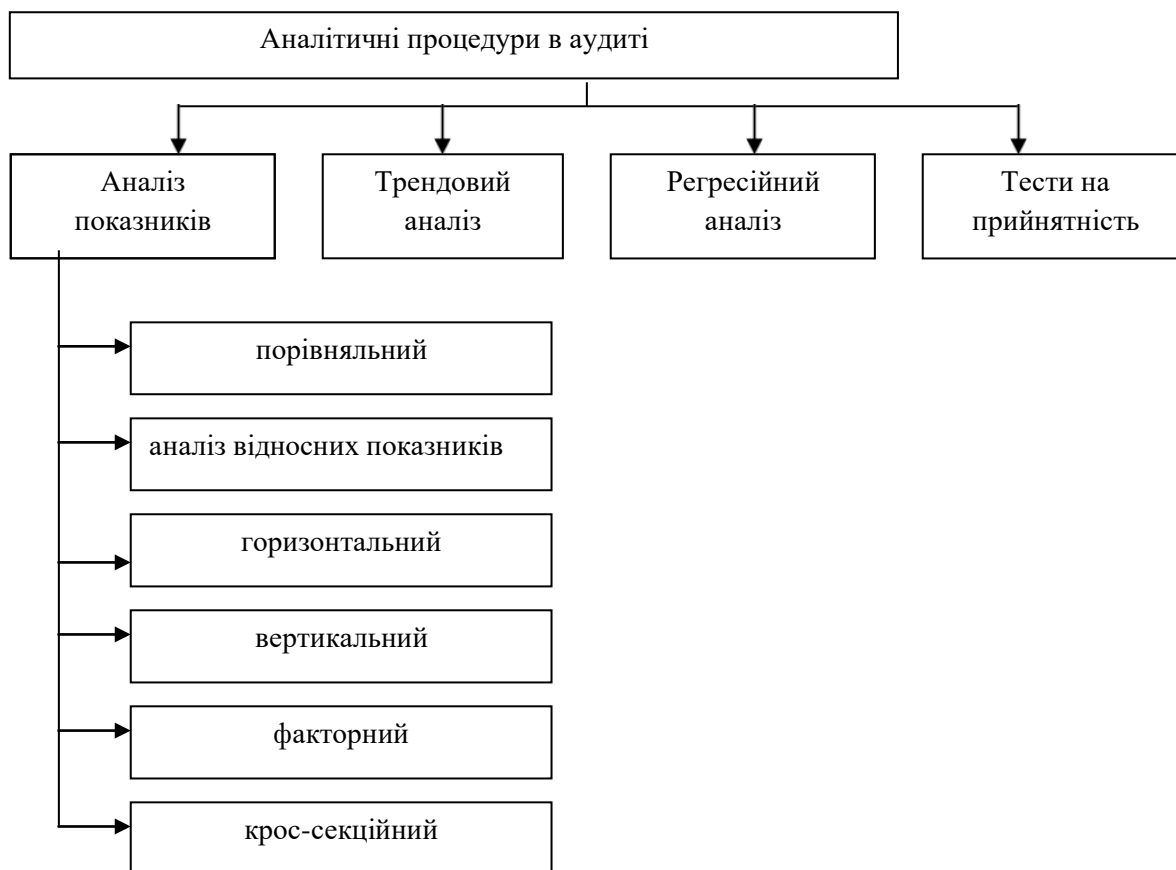 Аналітичні процедури в аудиті
Аналіз
показників
Трендовий
аналіз
Регресійний
аналіз
Тести на
прийнятність
порівняльний
аналіз відносних показників
горизонтальний
вертикальний
факторний
крос-секційний